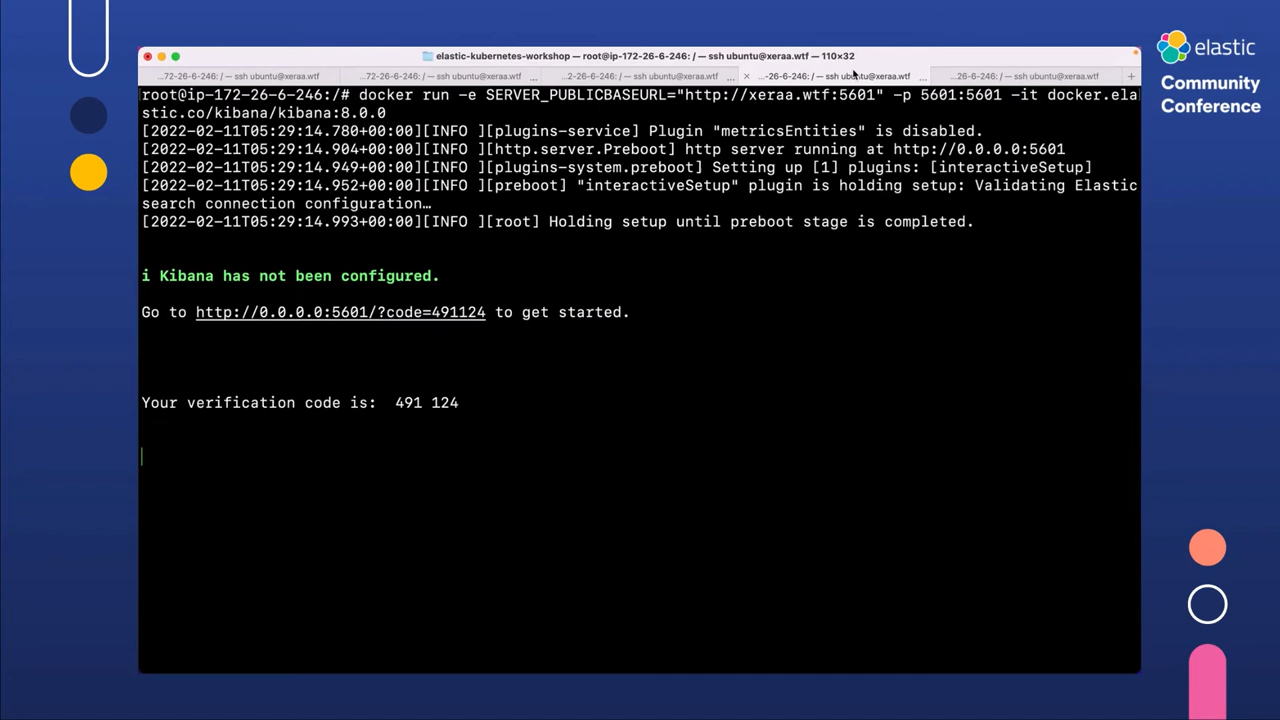 elastic-kubernetes-workshop — root@ip-172-26-6-246: / — ssh ubuntu@xeraa.wtf — 110×32
...72-26-6-246: / — ssh ubuntu@xeraa.wtf ... ...72-26-6-246: / — ssh ubuntu@xeraa.wtf ... ...2-26-6-246: / — ssh ubuntu@xeraa.wtf ... × ...-26-6-246: / — ssh ubuntu@xeraa.wtf ... ...26-6-246: / — ssh ubuntu@xeraa.wtf +
root@ip-172-26-6-246:/# docker run -e SERVER_PUBLICBASEURL="http://xeraa.wtf:5601" -p 5601:5601 -it docker.ela
stic.co/kibana/kibana:8.0.0
[2022-02-11T05:29:14.780+00:00][INFO ][plugins-service] Plugin "metricsEntities" is disabled.
[2022-02-11T05:29:14.904+00:00][INFO ][http.server.Preboot] http server running at http://0.0.0.0:5601
[2022-02-11T05:29:14.949+00:00][INFO ][plugins-system.preboot] Setting up [1] plugins: [interactiveSetup]
[2022-02-11T05:29:14.952+00:00][INFO ][preboot] "interactiveSetup" plugin is holding setup: Validating Elastic
search connection configuration…
[2022-02-11T05:29:14.993+00:00][INFO ][root] Holding setup until preboot stage is completed.
i Kibana has not been configured.
Go to http://0.0.0.0:5601/?code=491124 to get started.
Your verification code is:  491 124
elastic
Community
Conference